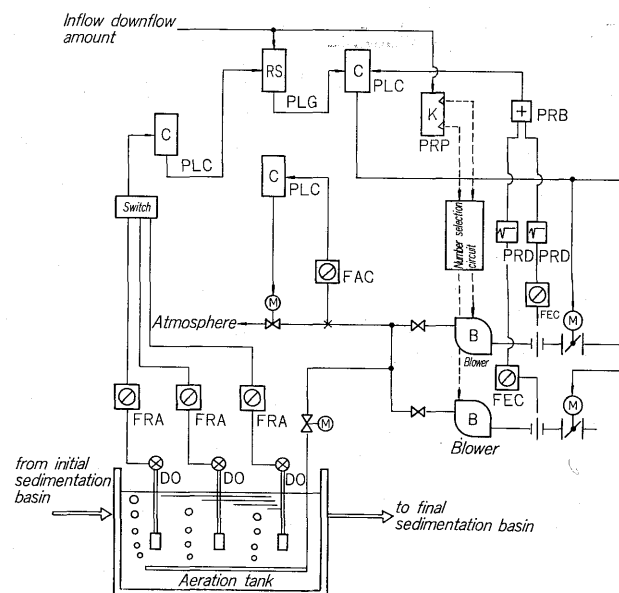 Inflow downflow
amount
RS
C
PLG
PLC
K
+
PRB
PRP
C
PLC
C
PLC
Switch
Number selection
circuit
PRD
PRD
FAC
FEC
M
M
Atmosphere
B
Blower
FEC
M
FRA
FRA
FRA
M
B
Blower
DO
DO
DO
from initial
sedimentation
basin
to final
sedimentation basin
Aeration tank